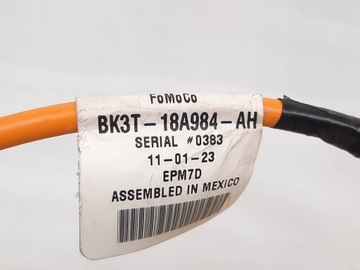 FoMoCo
BK3T-18A984-AH
SERIAL #0383
11-01-23
EPM7D
ASSEMBLED IN MEXICO